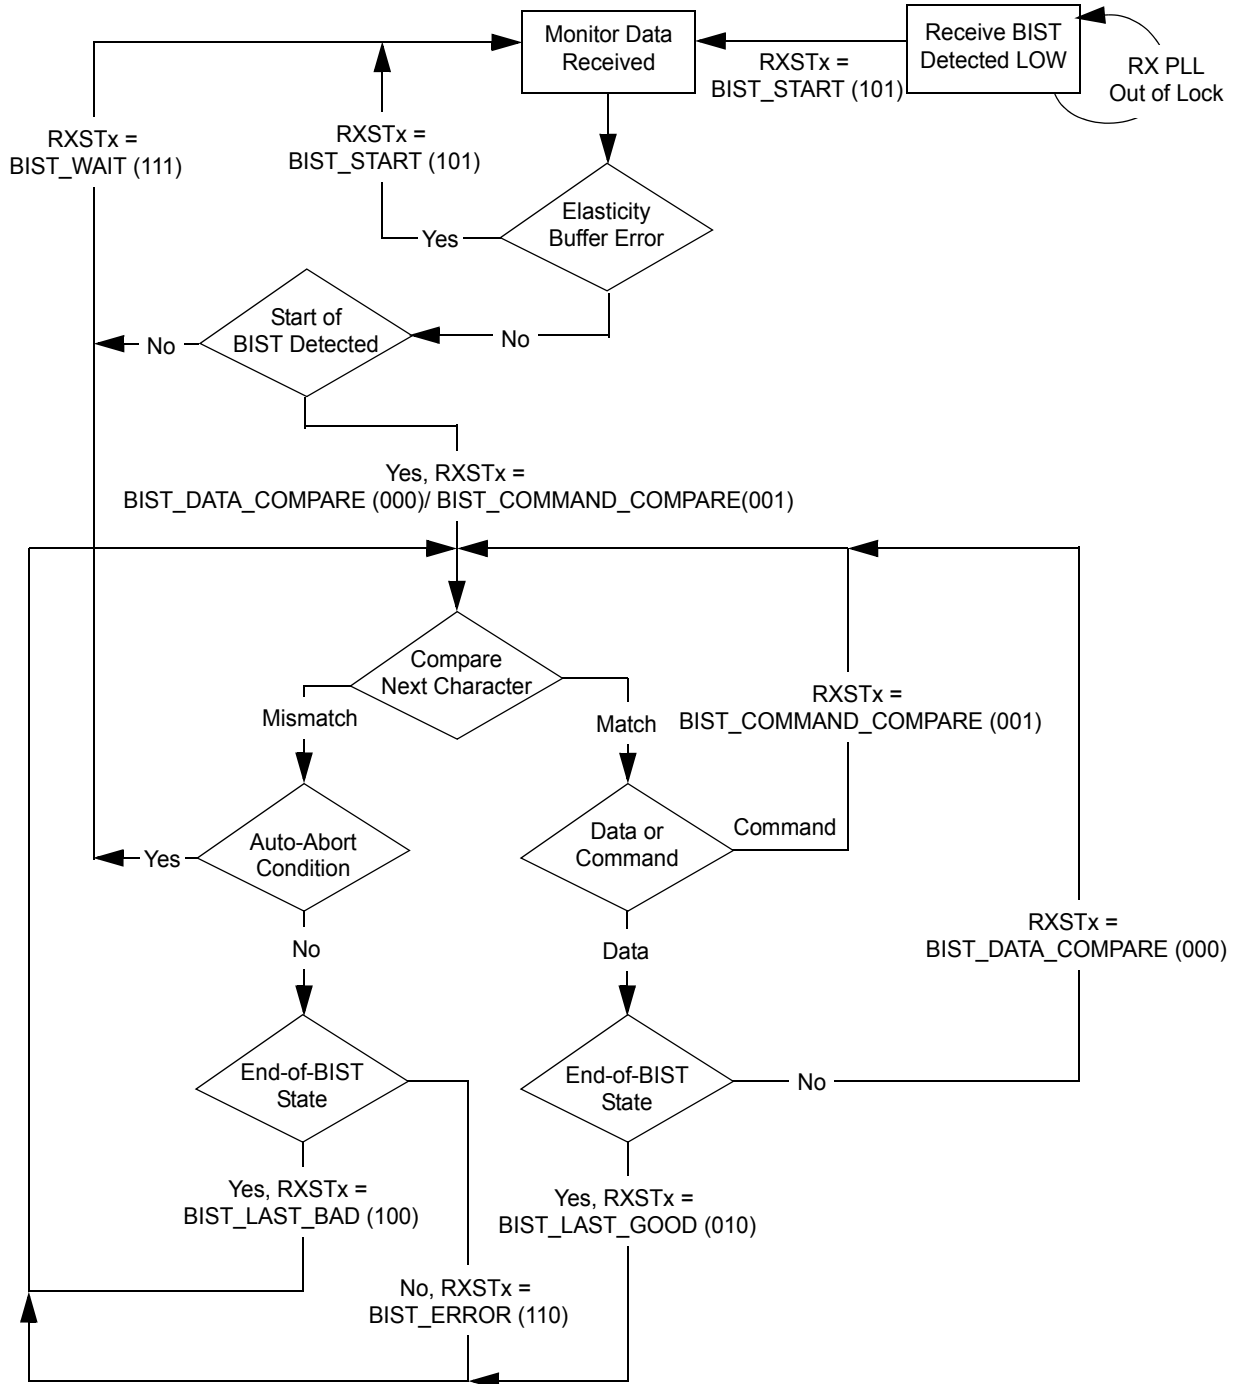 Monitor Data
Received
Receive BIST
Detected LOW
RXSTx =
BIST_START (101)
RX PLL
Out of Lock
RXSTx =
BIST_WAIT (111)
RXSTx =
BIST_START (101)
Elasticity
Buffer Error
Yes
Start of
BIST Detected
No
No
Yes, RXSTx =
BIST_DATA_COMPARE (000)/ BIST_COMMAND_COMPARE(001)
Compare
Next Character
Mismatch
Match
RXSTx =
BIST_COMMAND_COMPARE (001)
Auto-Abort
Condition
Yes
Data or
Command
Command
No
Data
RXSTx =
BIST_DATA_COMPARE (000)
End-of-BIST
State
End-of-BIST
State
No
Yes, RXSTx =
BIST_LAST_BAD (100)
Yes, RXSTx =
BIST_LAST_GOOD (010)
No, RXSTx =
BIST_ERROR (110)